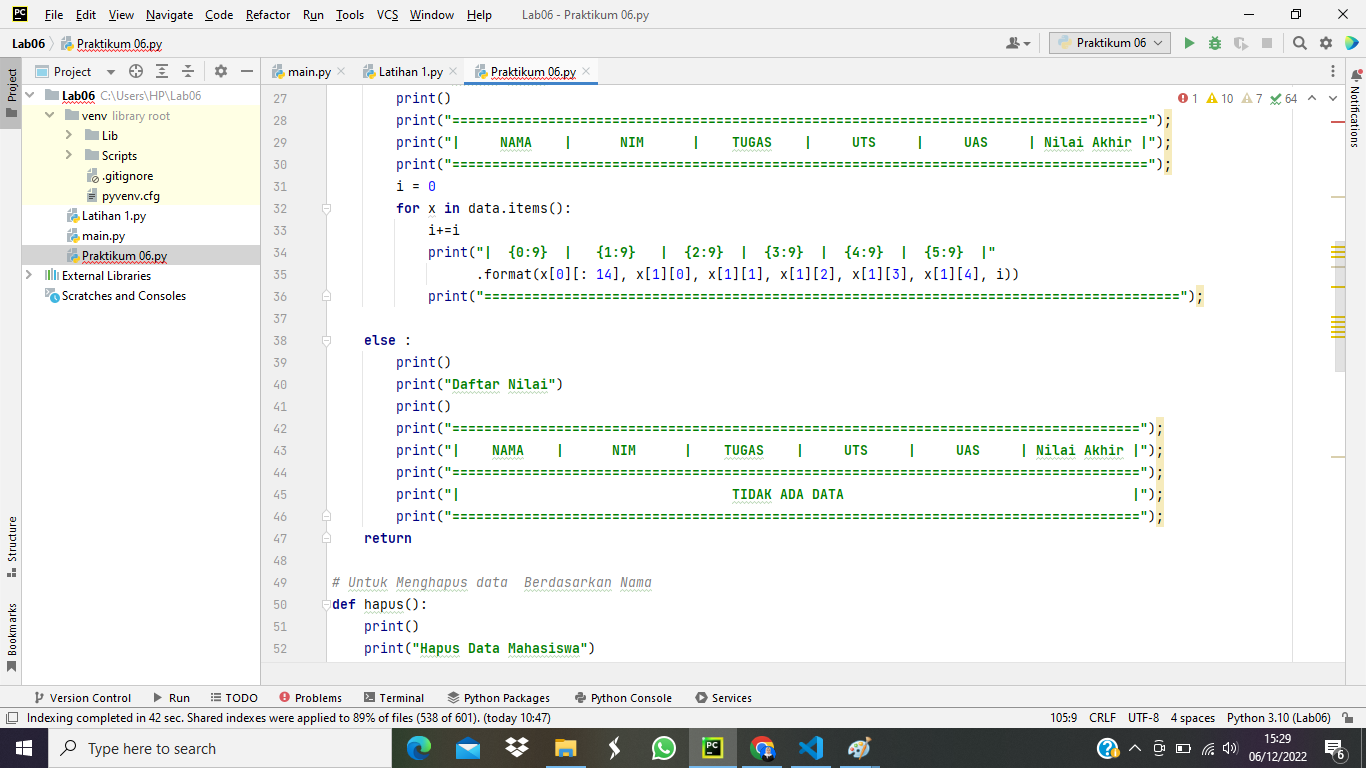 PC File Edit View Navigate Code Refactor Run Tools VCS Window Help Lab06 - Praktikum 06.py
Lab06 Praktikum 06.py Praktikum 06
Project main.py Latihan 1.py Praktikum 06.py
Project
Lab06 C:\Users\HP\Lab06
venv library root
Lib
Scripts
.gitignore
pyvenv.cfg
Latihan 1.py
main.py
Praktikum 06.py
External Libraries
Scratches and Consoles
Structure
Bookmarks
1 10 7 64
27 print()
28 print("=======================================================================================");
29 print("|     NAMA    |      NIM      |    TUGAS    |     UTS     |     UAS     | Nilai Akhir |");
30 print("=======================================================================================");
31 i = 0
32 for x in data.items():
33 i+=i
34 print("|  {0:9}  |   {1:9}   |  {2:9}  |  {3:9}  |  {4:9}  |  {5:9}  |"
35 .format(x[0][: 14], x[1][0], x[1][1], x[1][2], x[1][3], x[1][4], i))
36 print("=======================================================================================");
37
38 else :
39 print()
40 print("Daftar Nilai")
41 print()
42 print("======================================================================================");
43 print("|    NAMA    |      NIM      |    TUGAS    |     UTS     |     UAS     | Nilai Akhir |");
44 print("======================================================================================");
45 print("|                                  TIDAK ADA DATA                                    |");
46 print("======================================================================================");
47 return
48
49 # Untuk Menghapus data  Berdasarkan Nama
50 def hapus():
51 print()
52 print("Hapus Data Mahasiswa")
Notifications
Version Control Run TODO Problems Terminal Python Packages Python Console Services
Indexing completed in 42 sec. Shared indexes were applied to 89% of files (538 of 601). (today 10:47) 105:9 CRLF UTF-8 4 spaces Python 3.10 (Lab06)
Type here to search PC 15:29
06/12/2022 6